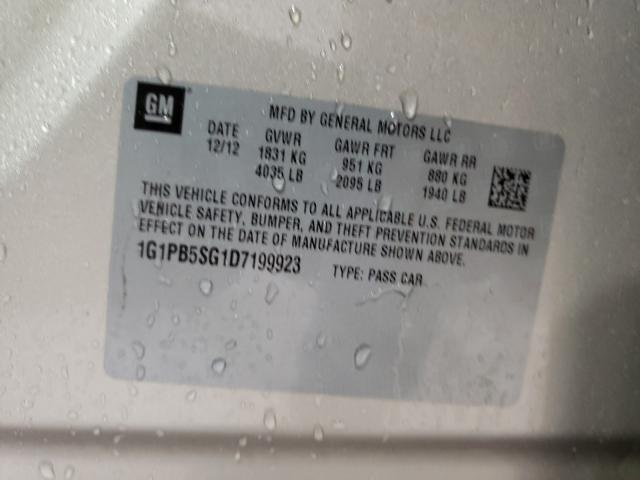 GM
MFD BY GENERAL MOTORS LLC
DATE GVWR GAWR FRT GAWR RR
12/12 1831 KG 951 KG 880 KG
4035 LB 2095 LB 1940 LB
THIS VEHICLE CONFORMS TO ALL APPLICABLE U.S. FEDERAL MOTOR
VEHICLE SAFETY, BUMPER, AND THEFT PREVENTION STANDARDS IN
EFFECT ON THE DATE OF MANUFACTURE SHOWN ABOVE.
1G1PB5SG1D7199923 TYPE: PASS CAR